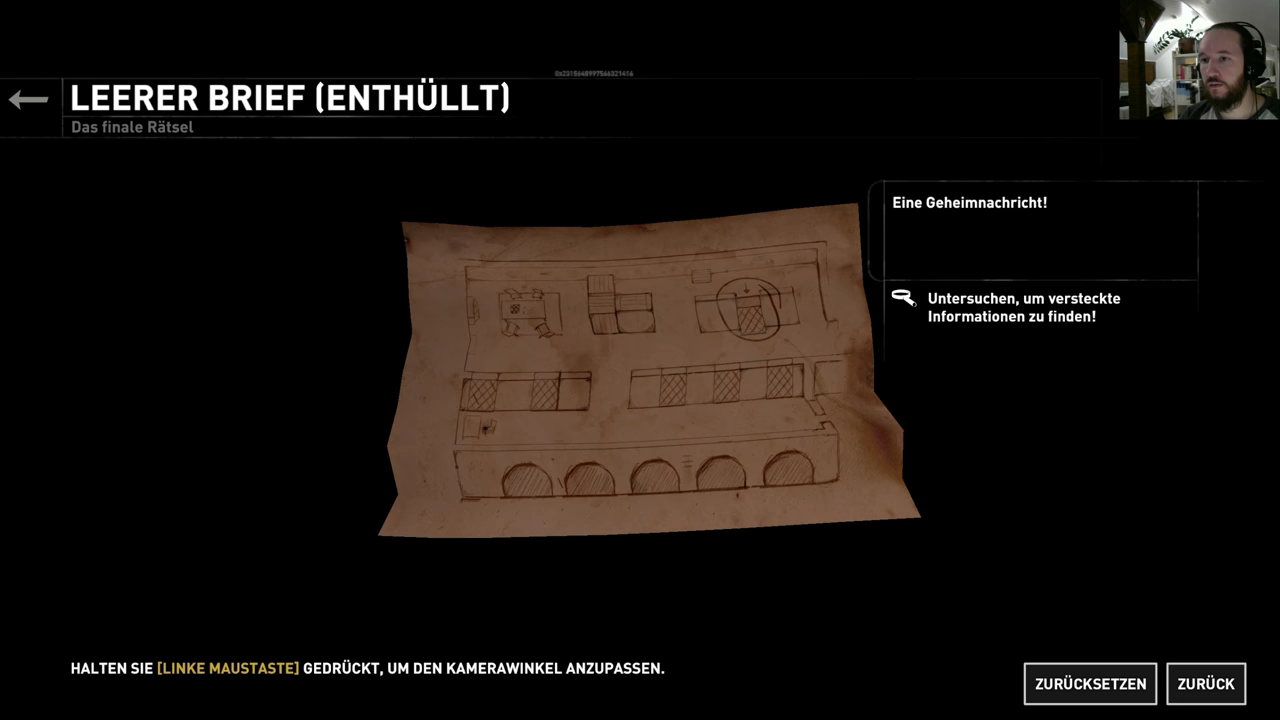 0x2315648997566321416
LEERER BRIEF (ENTHÜLLT)
Das finale Rätsel
Eine Geheimnachricht!
Untersuchen, um versteckte
Informationen zu finden!
HALTEN SIE [LINKE MAUSTASTE] GEDRÜCKT, UM DEN KAMERAWINKEL ANZUPASSEN.
ZURÜCKSETZEN
ZURÜCK